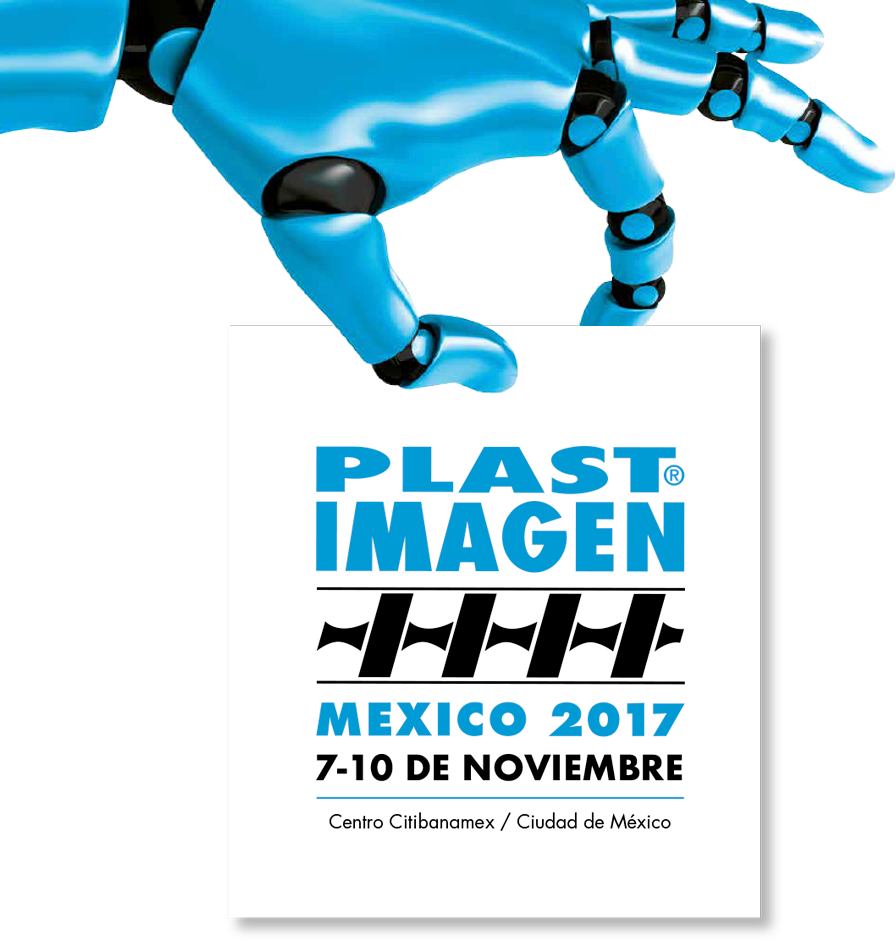 PLAST®
IMAGEN
MEXICO 2017
7-10 DE NOVIEMBRE
Centro Citibanamex / Ciudad de México